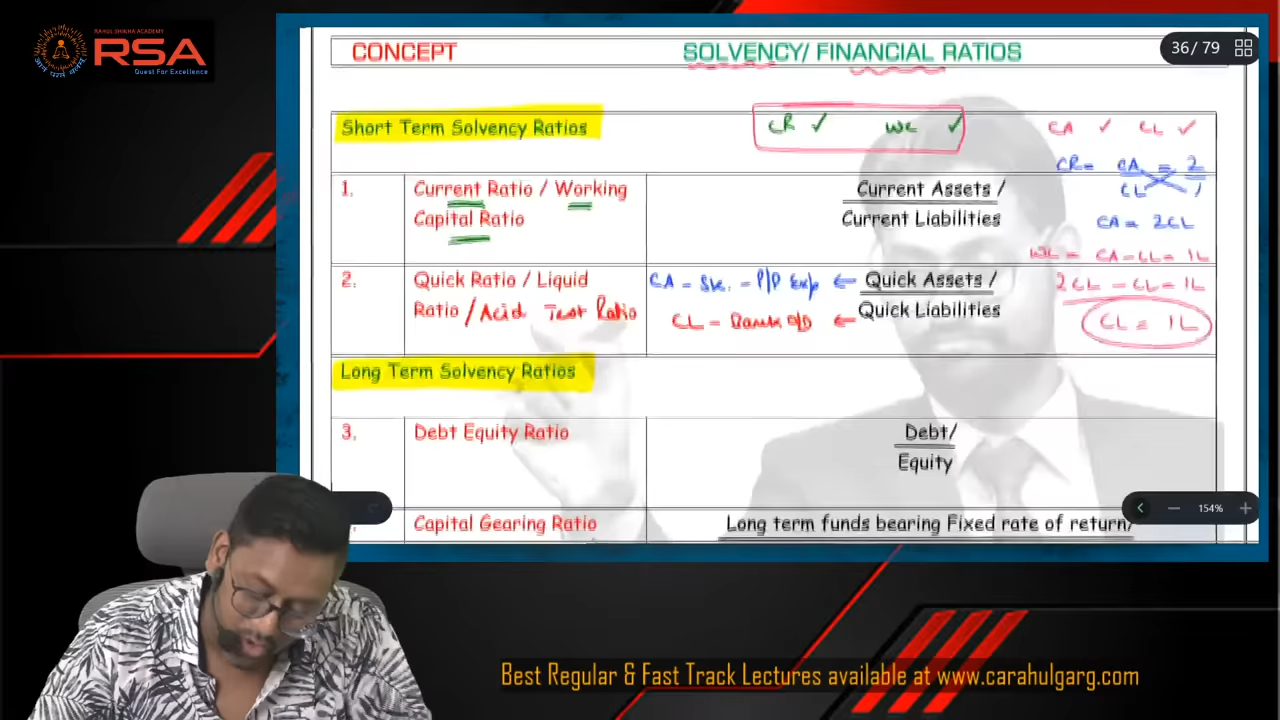 RAHUL SHIKHA ACADEMY
RSA
Quest For Excellence
36 / 79
CONCEPT SOLVENCY/ FINANCIAL RATIOS
Short Term Solvency Ratios CR ✓ WC ✓ CA ✓ CL ✓
CR = CA = 2
CL 1
1. Current Ratio / Working Current Assets /
Capital Ratio Current Liabilities
CA = 2CL
WC = CA - CL = 1L
2. Quick Ratio / Liquid CA - Stk. - P/P Exp ← Quick Assets / 2CL - CL = 1L
Ratio / Acid Test Ratio CL - Bank O/D ← Quick Liabilities CL = 1L
Long Term Solvency Ratios
3. Debt Equity Ratio Debt/
Equity
Capital Gearing Ratio Long term funds bearing Fixed rate of return/
154%
Best Regular & Fast Track Lectures available at www.carahulgarg.com